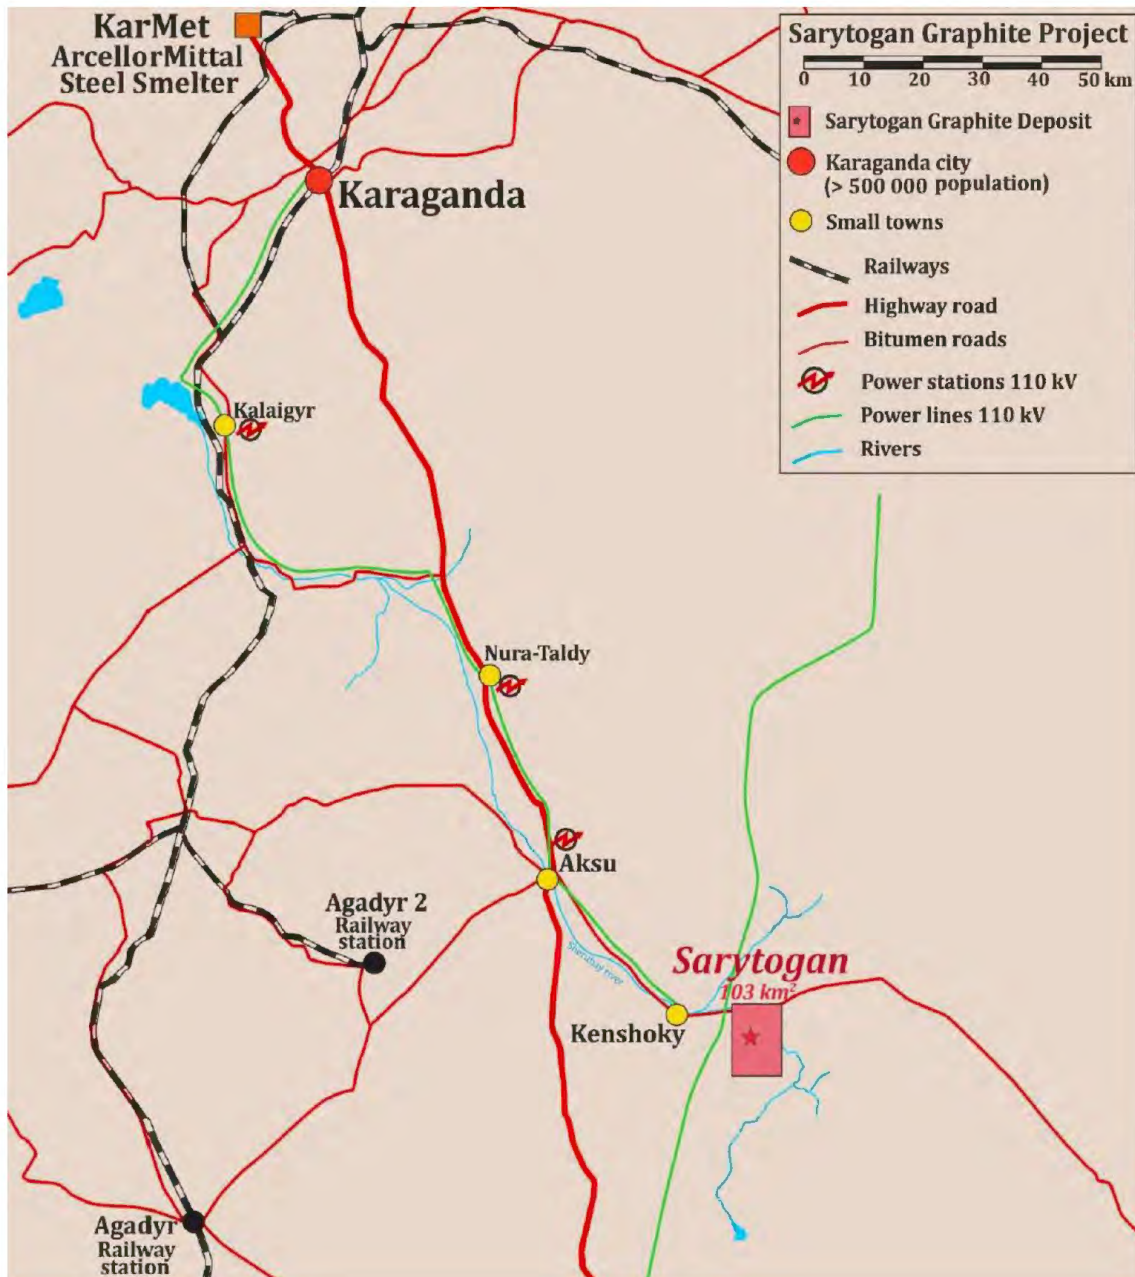 KarMet
ArcellorMittal
Steel Smelter
Sarytogan Graphite Project
0 10 20 30 40 50 km
Sarytogan Graphite Deposit
Karaganda city
(> 500 000 population)
Small towns
Railways
Highway road
Bitumen roads
Power stations 110 kV
Power lines 110 kV
Rivers
Karaganda
Kalaigyr
Nura-Taldy
Aksu
Agadyr 2
Railway
station
Sherubay river
Sarytogan
103 km²
Kenshoky
Agadyr
Railway
station